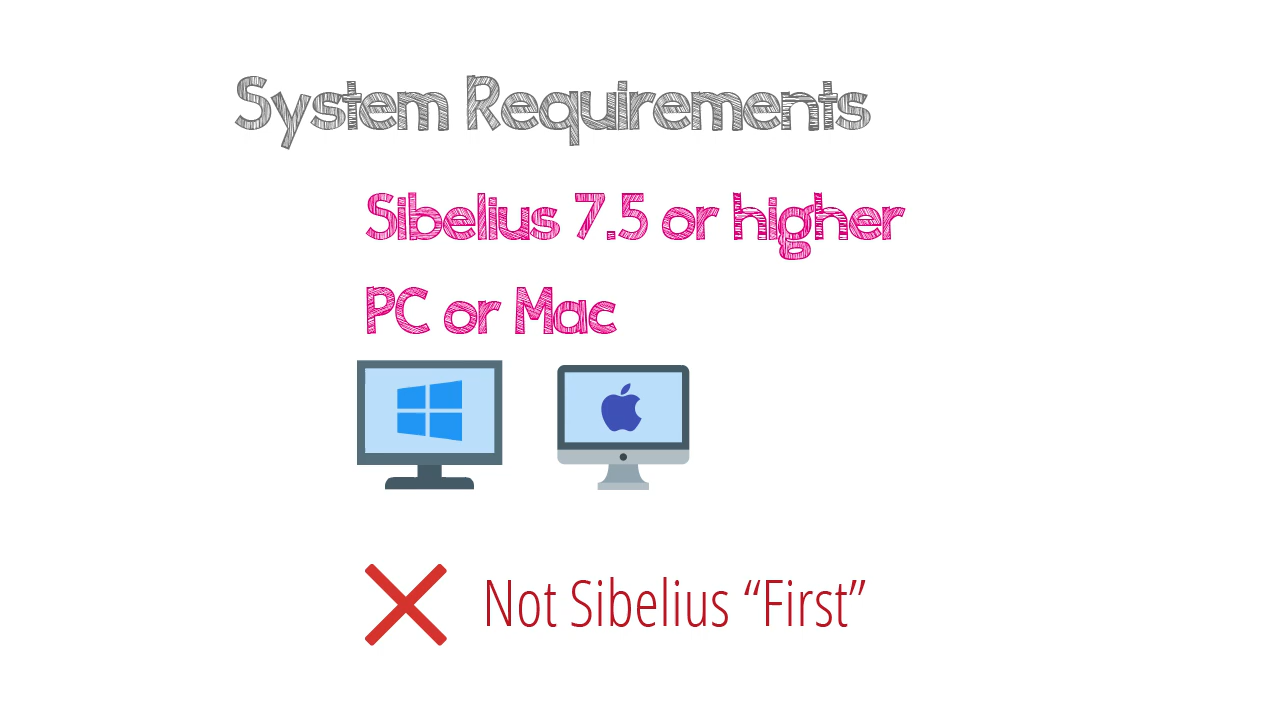 System Requirements
Sibelius 7.5 or higher
PC or Mac
Not Sibelius “First”